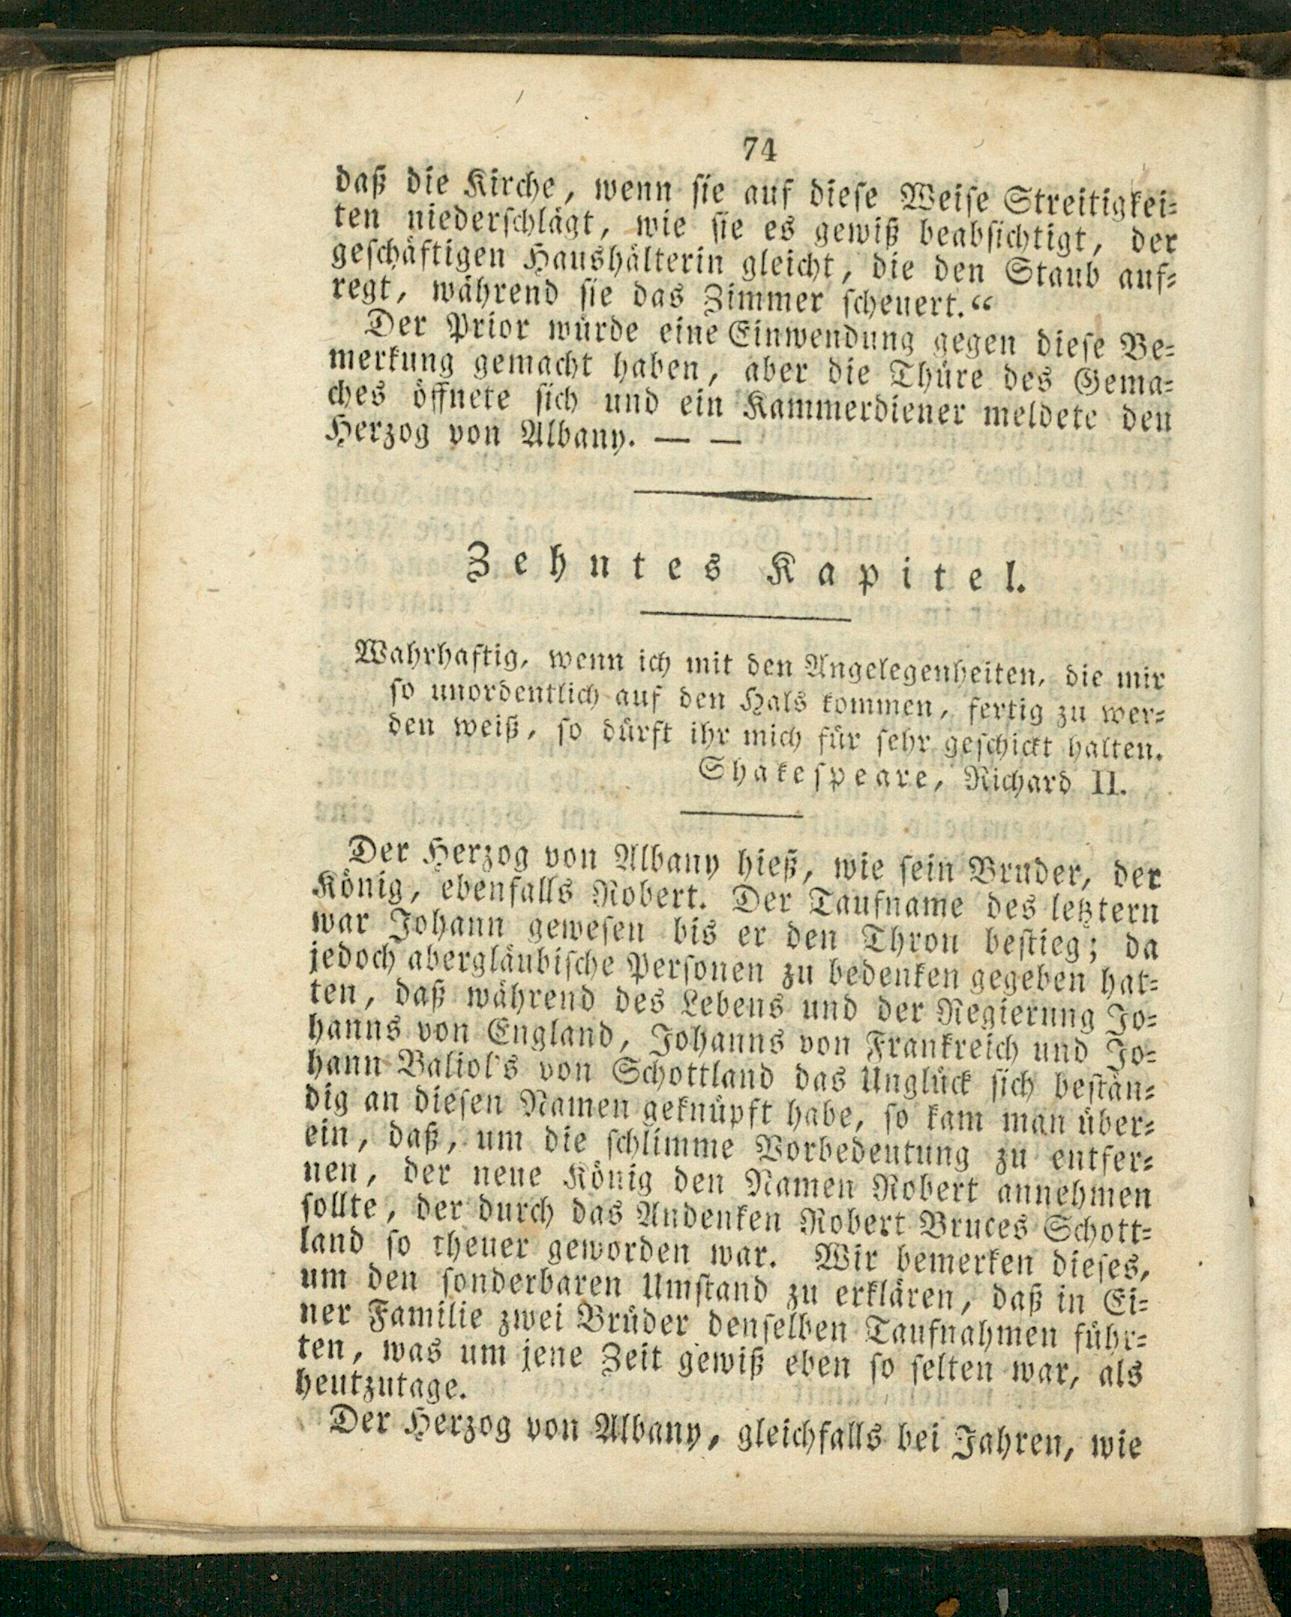 74
daß die Kirche, wenn sie auf diese Weise Streitigkei-
ten niederschlägt, wie sie es gewiß beabsichtigt, der
geschäftigen Haushälterin gleicht, die den Staub auf-
regt, während sie das Zimmer scheuert.“
Der Prior würde eine Einwendung gegen diese Be-
merkung gemacht haben, aber die Thüre des Gema-
ches öffnete sich und ein Kammerdiener meldete den
Herzog von Albany. — —
Zehntes Kapitel.
Wahrhaftig, wenn ich mit den Angelegenheiten, die mir
so unordentlich auf den Hals kommen, fertig zu wer-
den weiß, so dürft ihr mich für sehr geschickt halten.
Shakespeare, Richard II.
Der Herzog von Albany hieß, wie sein Bruder, der
König, ebenfalls Robert. Der Taufname des letztern
war Johann gewesen bis er den Thron bestieg; da
jedoch abergläubische Personen zu bedenken gegeben hat-
ten, daß während des Lebens und der Regierung Jo-
hanns von England, Johanns von Frankreich und Jo-
hann Baliol's von Schottland das Unglück sich bestän-
dig an diesen Namen geknüpft habe, so kam man über-
ein, daß, um die schlimme Vorbedeutung zu entfer-
nen, der neue König den Namen Robert annehmen
sollte, der durch das Andenken Robert Bruces Schott-
land so theuer geworden war. Wir bemerken dieses,
um den sonderbaren Umstand zu erklären, daß in Ei-
ner Familie zwei Brüder denselben Taufnahmen führ-
ten, was um jene Zeit gewiß eben so selten war, als
heutzutage.
Der Herzog von Albany, gleichfalls bei Jahren, wie